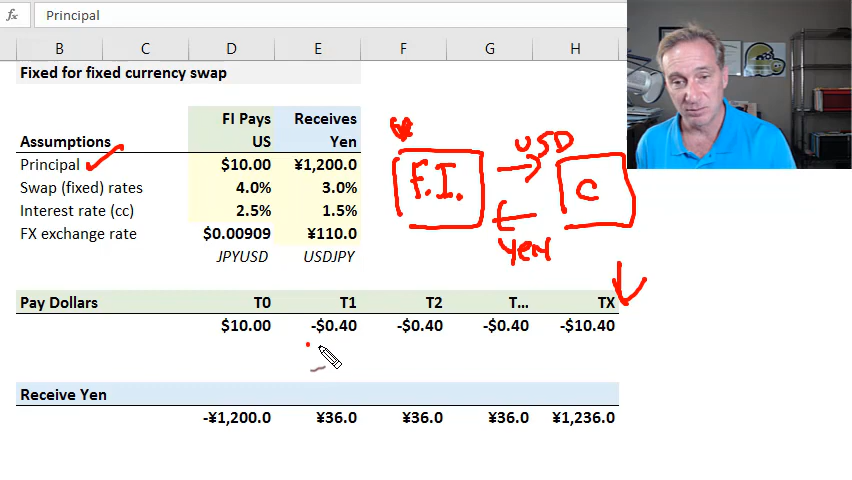 fx Principal
B C D E F G H
Fixed for fixed currency swap
FI Pays Receives
Assumptions US Yen
Principal $10.00 ¥1,200.0
Swap (fixed) rates 4.0% 3.0%
Interest rate (cc) 2.5% 1.5%
FX exchange rate $0.00909 ¥110.0
JPYUSD USDJPY
USD
F.I. C
Yen
Pay Dollars T0 T1 T2 T... TX
$10.00 -$0.40 -$0.40 -$0.40 -$10.40
Receive Yen
-¥1,200.0 ¥36.0 ¥36.0 ¥36.0 ¥1,236.0